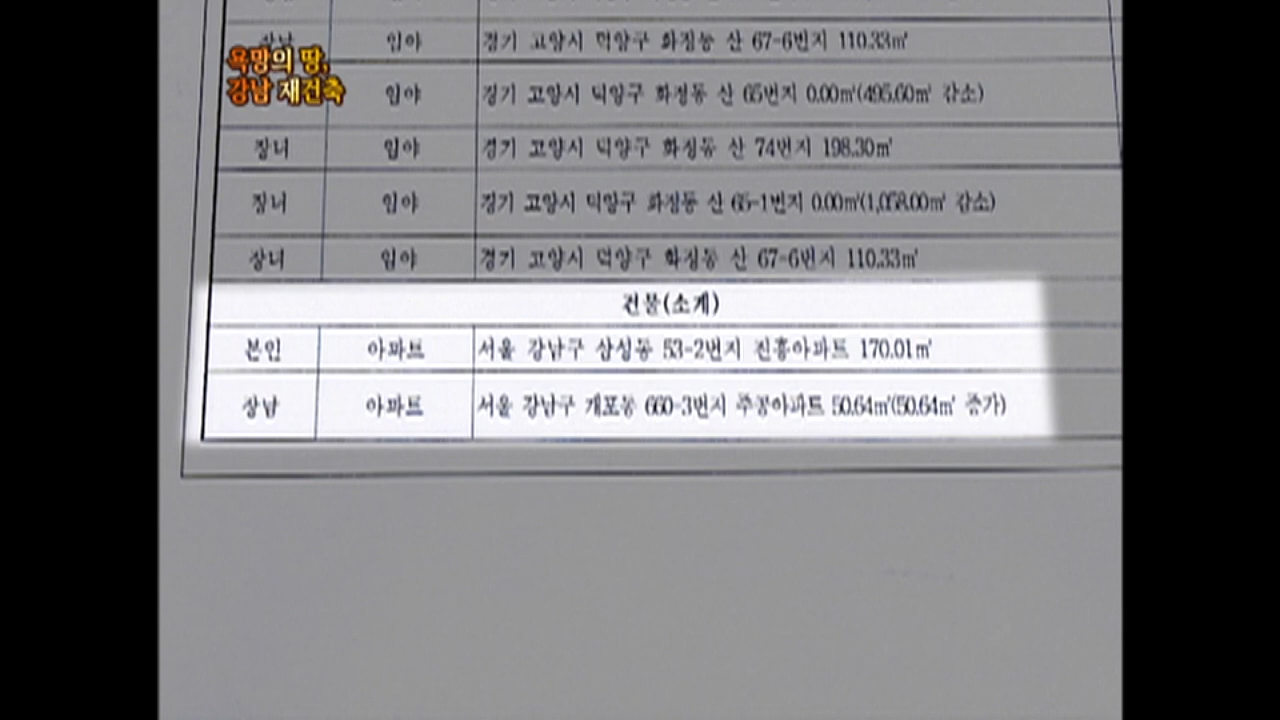 장남 임야 경기 고양시 덕양구 화정동 산 67-6번지 110.33㎡
욕망의 땅,
강남 재건축
임야 경기 고양시 덕양구 화정동 산 65번지 0.00㎡(495.60㎡ 감소)
장녀 임야 경기 고양시 덕양구 화정동 산 74번지 198.30㎡
장녀 임야 경기 고양시 덕양구 화정동 산 65-1번지 0.00㎡(1,058.00㎡ 감소)
장녀 임야 경기 고양시 덕양구 화정동 산 67-6번지 110.33㎡
건물(소계)
본인 아파트 서울 강남구 삼성동 53-2번지 진흥아파트 170.01㎡
장남 아파트 서울 강남구 개포동 660-3번지 주공아파트 50.64㎡(50.64㎡ 증가)